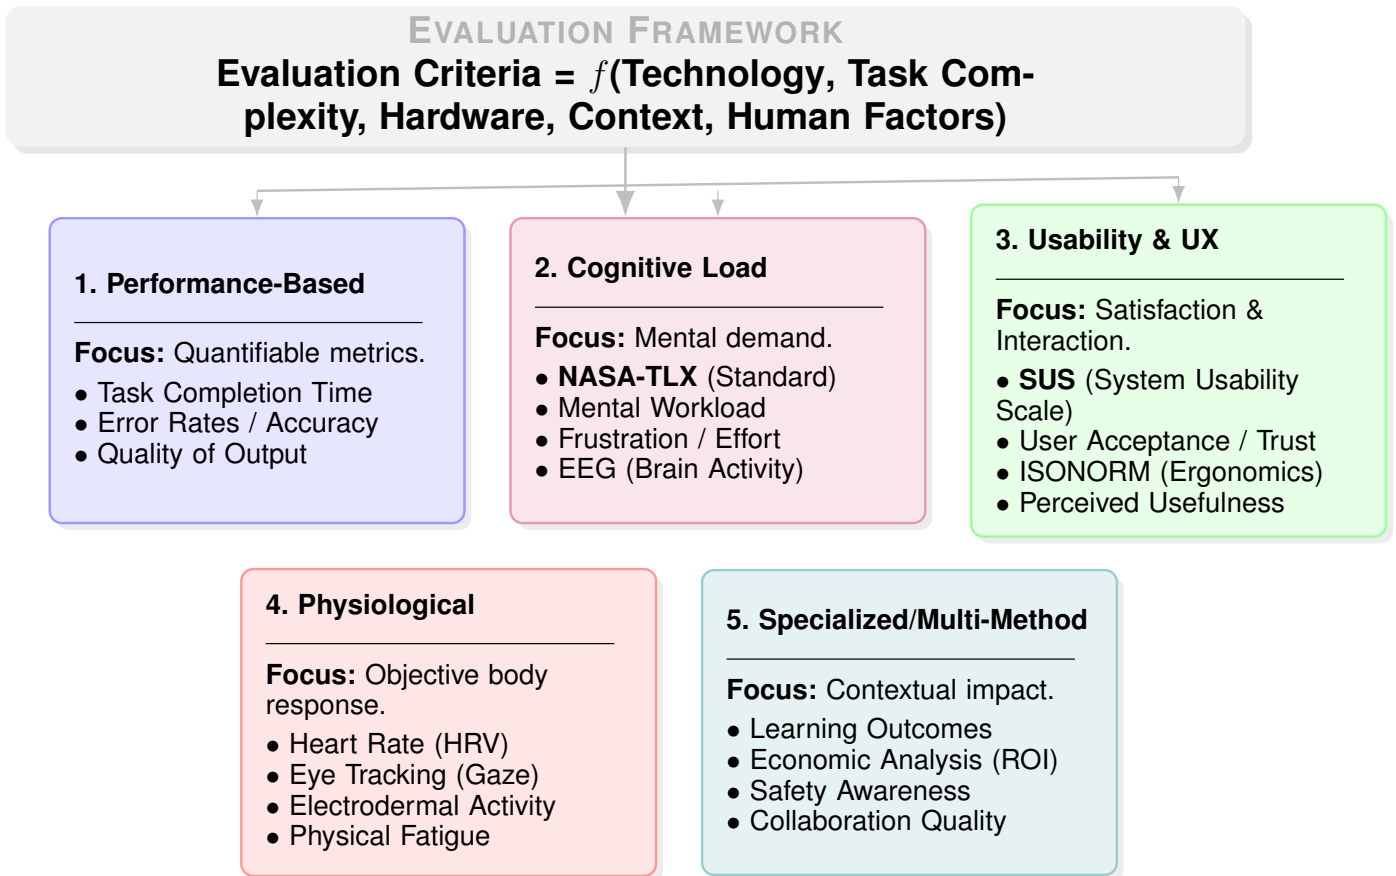 EVALUATION FRAMEWORK
Evaluation Criteria = f(Technology, Task Com-
plexity, Hardware, Context, Human Factors)
1. Performance-Based
Focus: Quantifiable metrics.
• Task Completion Time
• Error Rates / Accuracy
• Quality of Output
2. Cognitive Load
Focus: Mental demand.
• NASA-TLX (Standard)
• Mental Workload
• Frustration / Effort
• EEG (Brain Activity)
3. Usability & UX
Focus: Satisfaction &
Interaction.
• SUS (System Usability
Scale)
• User Acceptance / Trust
• ISONORM (Ergonomics)
• Perceived Usefulness
4. Physiological
Focus: Objective body
response.
• Heart Rate (HRV)
• Eye Tracking (Gaze)
• Electrodermal Activity
• Physical Fatigue
5. Specialized/Multi-Method
Focus: Contextual impact.
• Learning Outcomes
• Economic Analysis (ROI)
• Safety Awareness
• Collaboration Quality